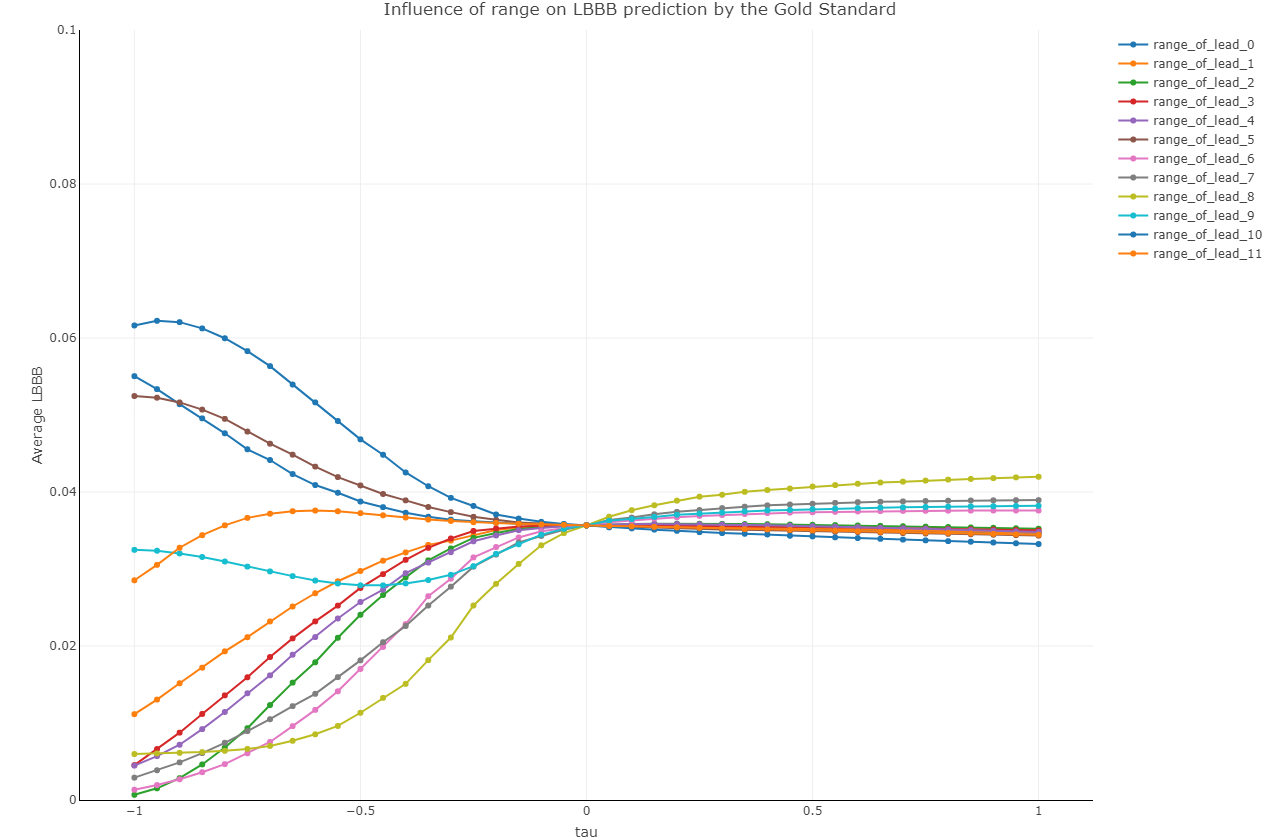 Influence of range on LBBB prediction by the Gold Standard
0.1
0.08
0.06
0.04
0.02
0
Average LBBB
−1
−0.5
0
0.5
1
tau
range_of_lead_0
range_of_lead_1
range_of_lead_2
range_of_lead_3
range_of_lead_4
range_of_lead_5
range_of_lead_6
range_of_lead_7
range_of_lead_8
range_of_lead_9
range_of_lead_10
range_of_lead_11